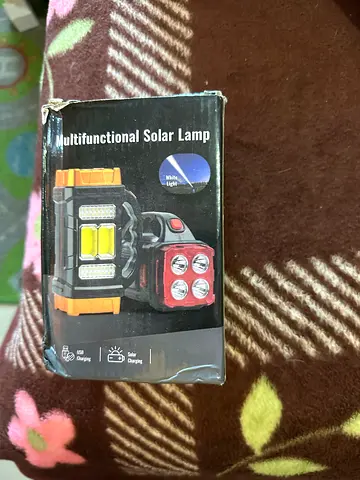 Multifunctional Solar Lamp
White
Light
USB
Charging
Solar
Charging